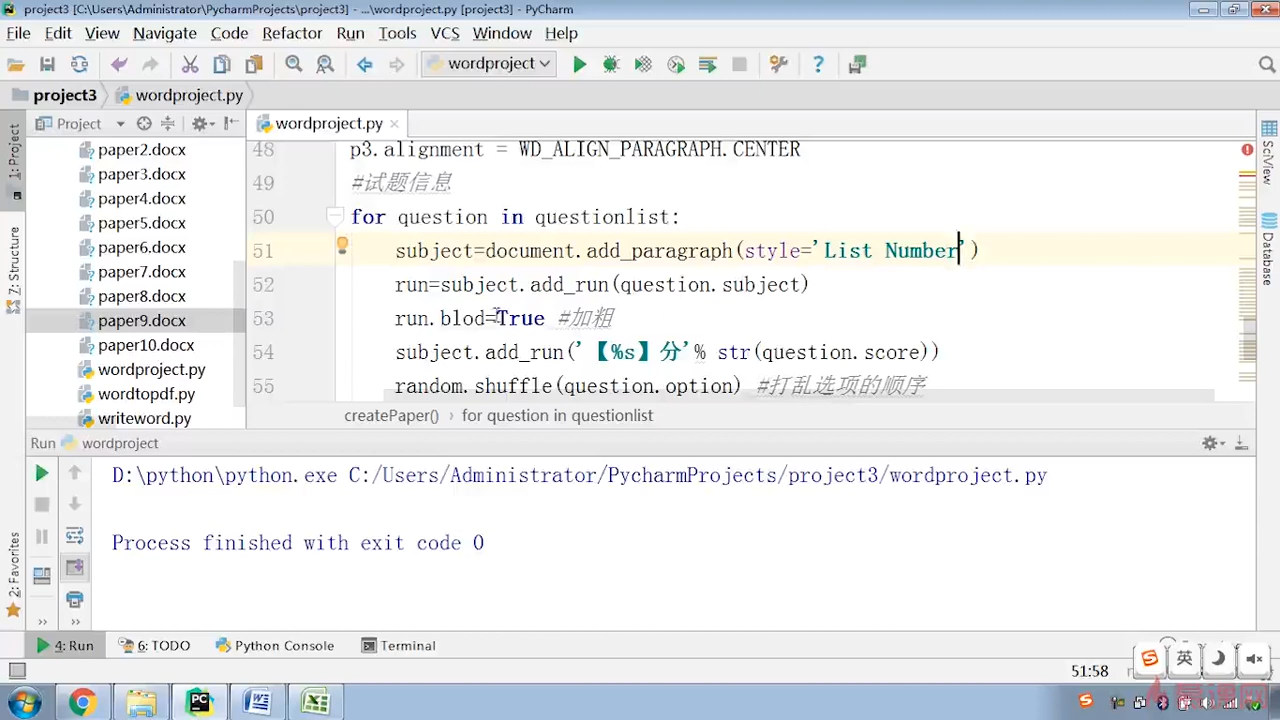 project3 [C:\Users\Administrator\PycharmProjects\project3] - ...\wordproject.py [project3] - PyCharm
File Edit View Navigate Code Refactor Run Tools VCS Window Help
wordproject
project3 wordproject.py
Project
wordproject.py
1: Project
7: Structure
2: Favorites
SciView
Database
paper2.docx
paper3.docx
paper4.docx
paper5.docx
paper6.docx
paper7.docx
paper8.docx
paper9.docx
paper10.docx
wordproject.py
wordtopdf.py
writeword.py
48 p3.alignment = WD_ALIGN_PARAGRAPH.CENTER
49 #试题信息
50 for question in questionlist:
51 subject=document.add_paragraph(style='List Number')
52 run=subject.add_run(question.subject)
53 run.blod=True #加粗
54 subject.add_run('【%s】分'% str(question.score))
55 random.shuffle(question.option) #打乱选项的顺序
createPaper() for question in questionlist
Run wordproject
D:\python\python.exe C:/Users/Administrator/PycharmProjects/project3/wordproject.py
Process finished with exit code 0
4: Run 6: TODO Python Console Terminal
51:58
英